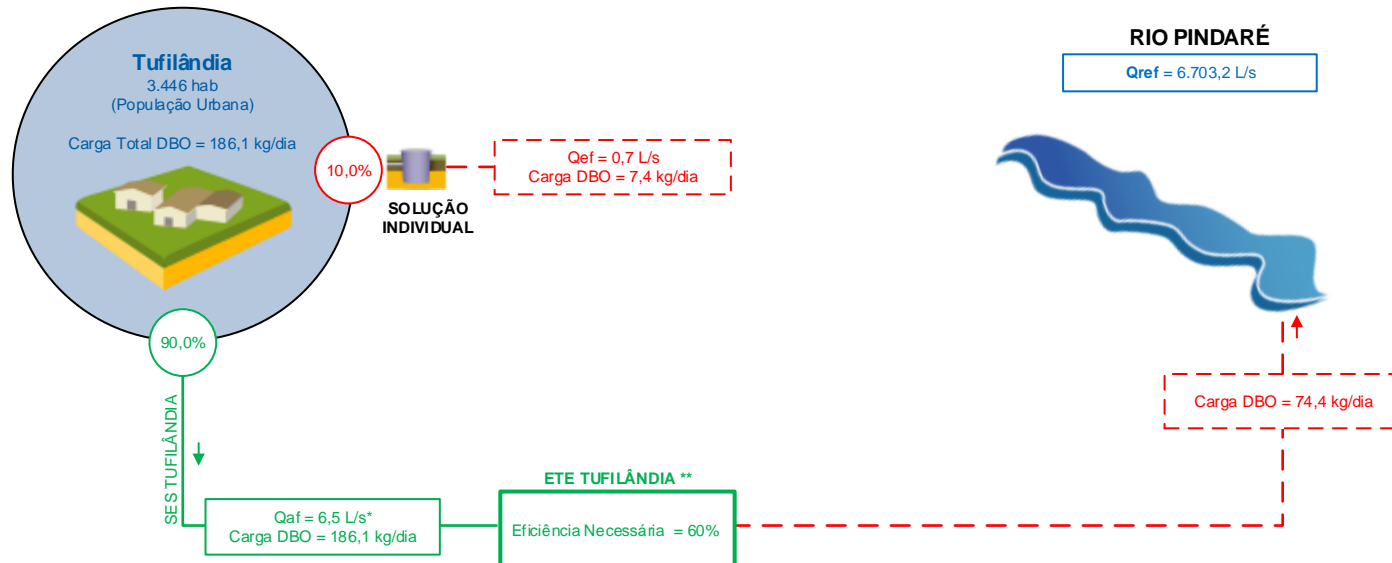 Tufilândia
3.446 hab
(População Urbana)
Carga Total DBO = 186,1 kg/dia
10,0%
SOLUÇÃO
INDIVIDUAL
Qef = 0,7 L/s
Carga DBO = 7,4 kg/dia
RIO PINDARÉ
Qref = 6.703,2 L/s
90,0%
SES TUFILÂNDIA
Qaf = 6,5 L/s*
Carga DBO = 186,1 kg/dia
ETE TUFILÂNDIA **
Eficiência Necessária = 60%
Carga DBO = 74,4 kg/dia